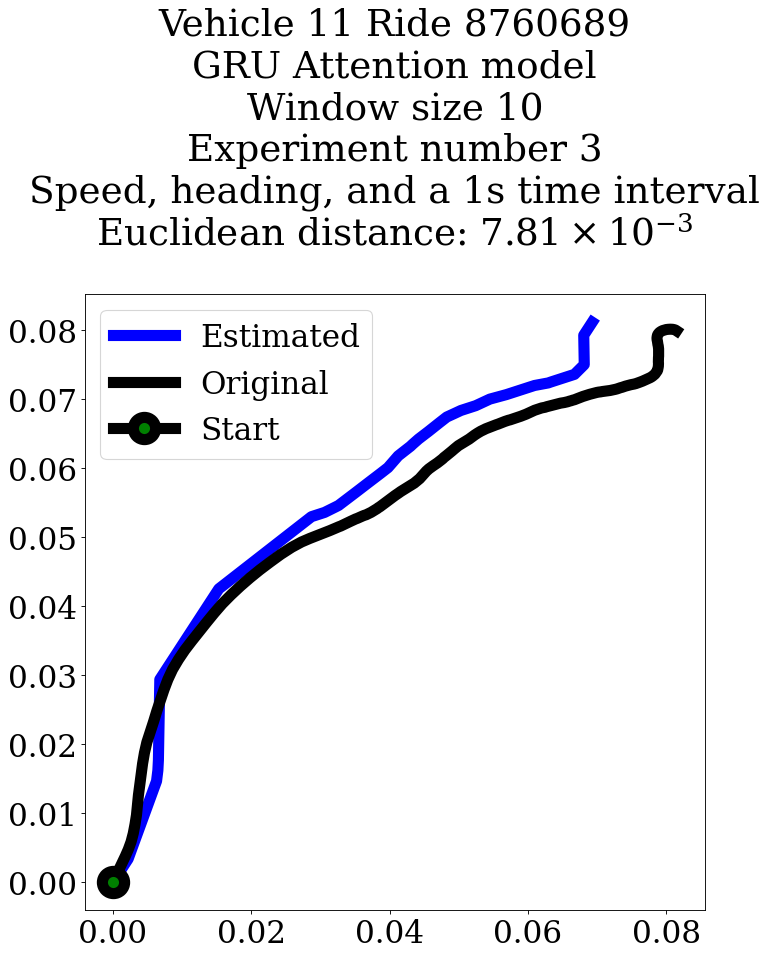 Vehicle 11 Ride 8760689
GRU Attention model
Window size 10
Experiment number 3
Speed, heading, and a 1s time interval
Euclidean distance: 7.81 × 10⁻³
Estimated
Original
Start
0.08
0.07
0.06
0.05
0.04
0.03
0.02
0.01
0.00
0.00 0.02 0.04 0.06 0.08